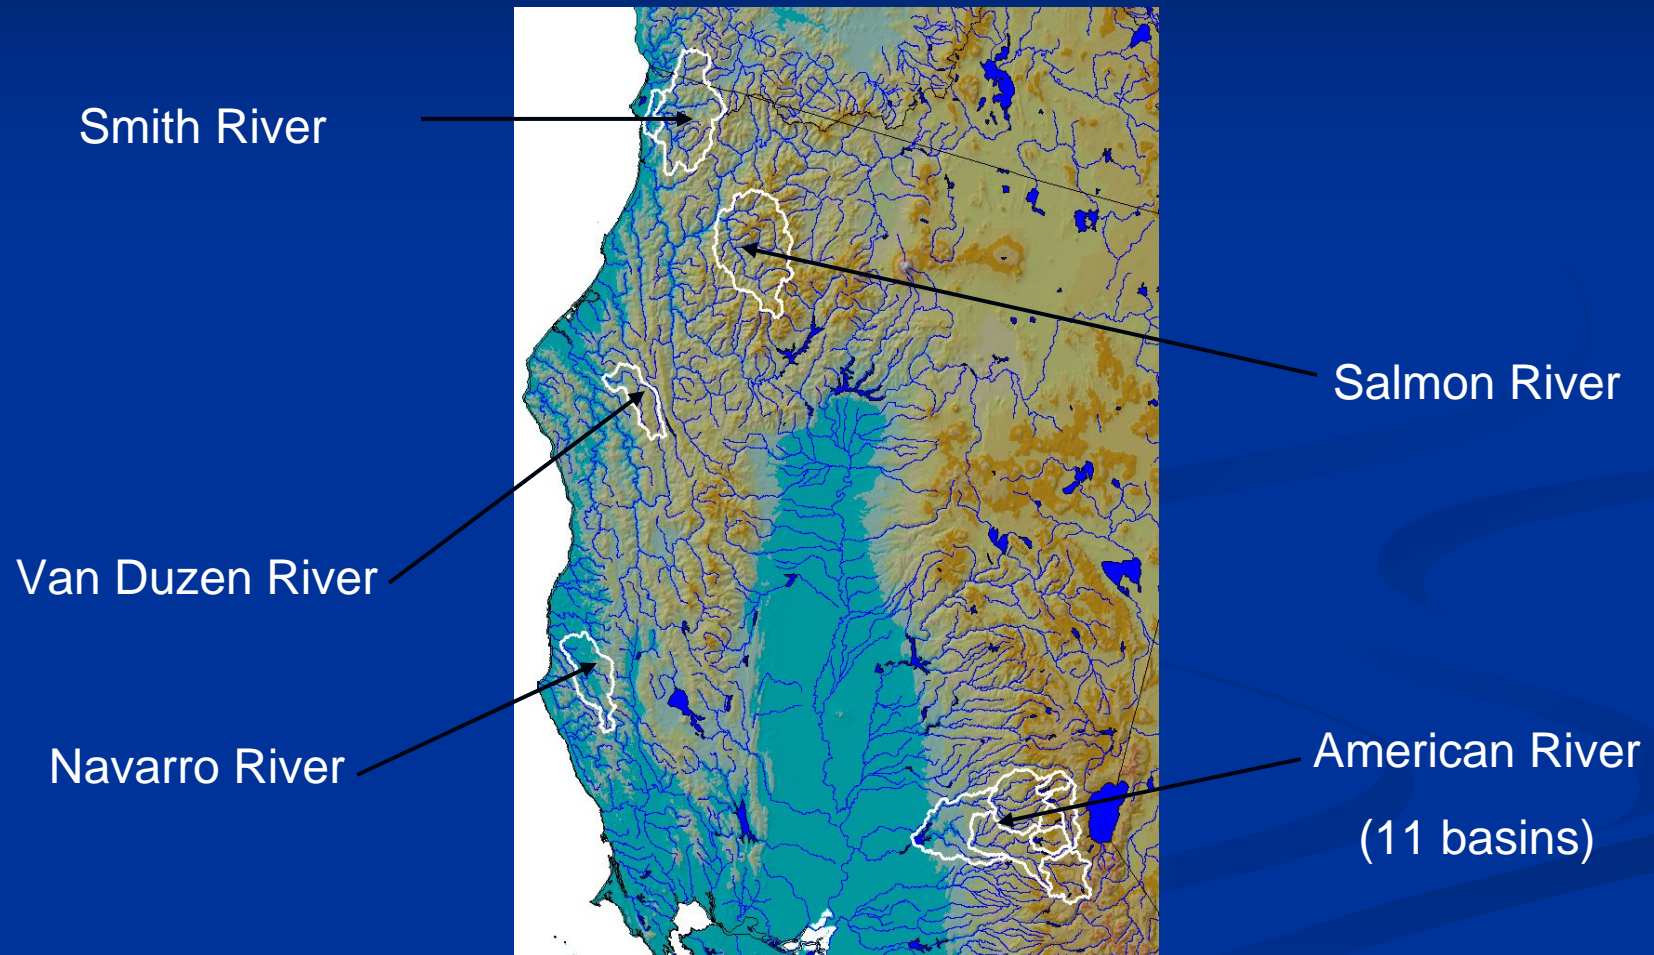 Smith River
Salmon River
Van Duzen River
Navarro River
American River
(11 basins)